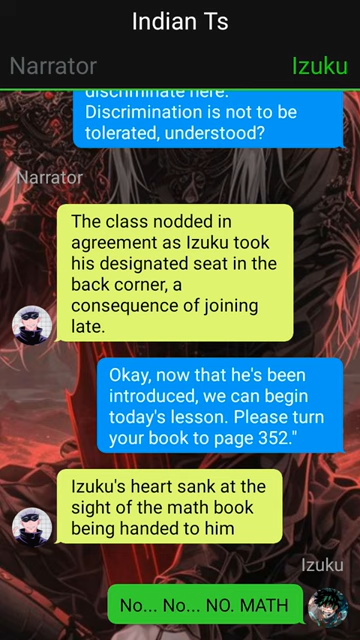 Indian Ts
Narrator Izuku
discriminate here.
Discrimination is not to be
tolerated, understood?
Narrator
The class nodded in
agreement as Izuku took
his designated seat in the
back corner, a
consequence of joining
late.
Okay, now that he's been
introduced, we can begin
today's lesson. Please turn
your book to page 352."
Izuku's heart sank at the
sight of the math book
being handed to him
Izuku
No... No... NO. MATH